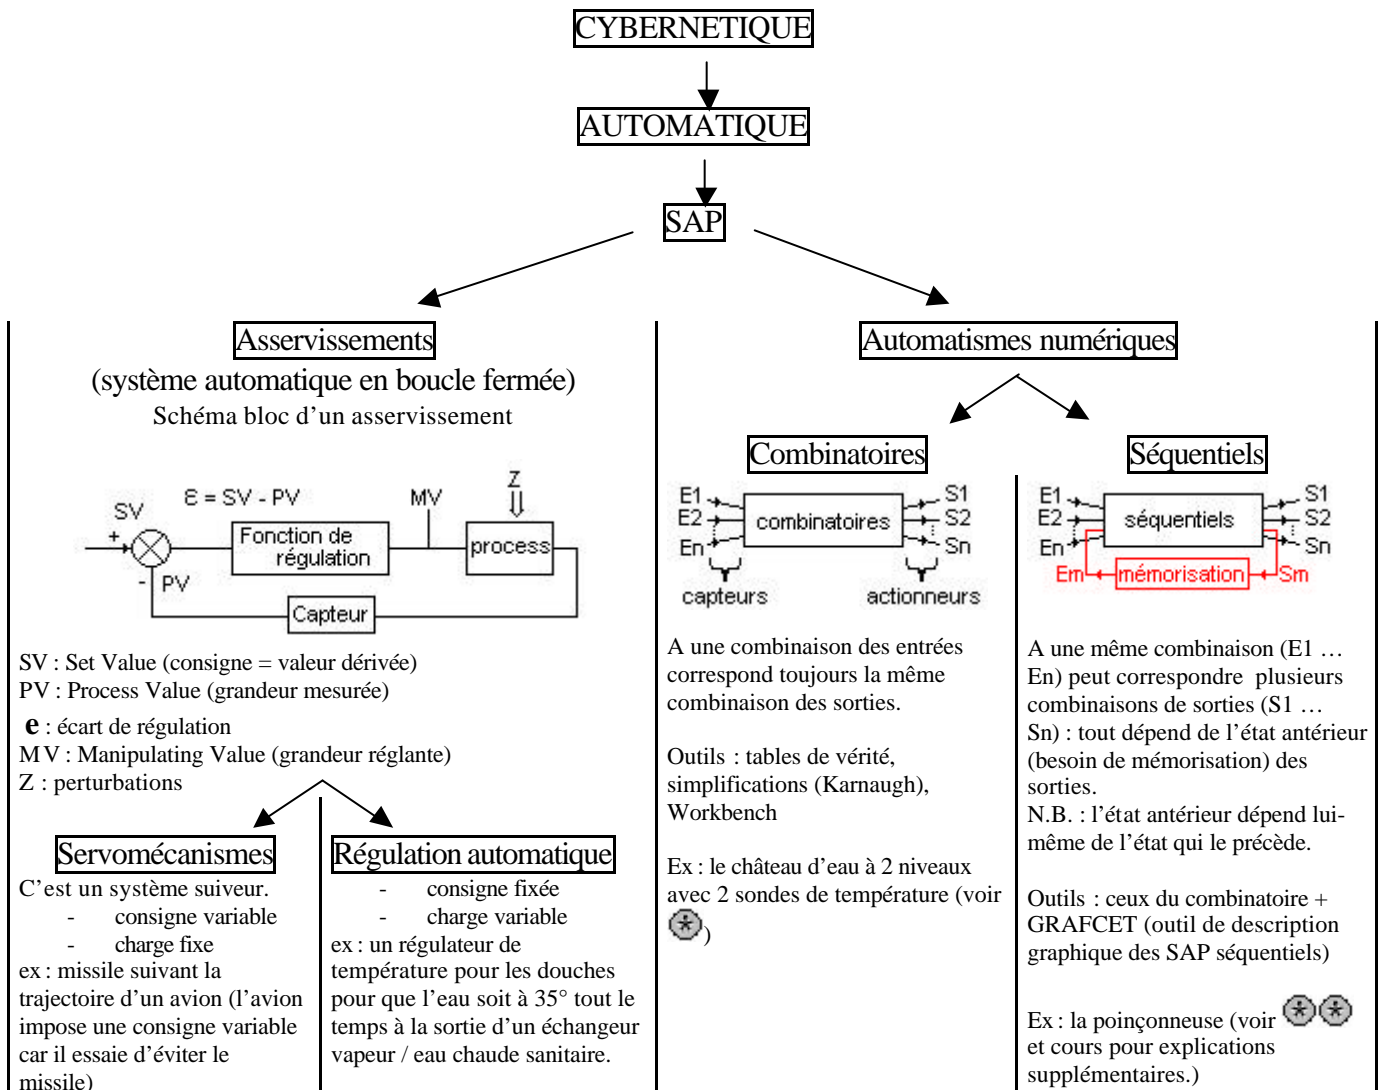 CYBERNETIQUE
AUTOMATIQUE
SAP
Asservissements
(système automatique en boucle fermée)
Schéma bloc d’un asservissement
SV
+
-
PV
Ɛ = SV - PV
Fonction de
régulation
MV
Z
process
Capteur
SV : Set Value (consigne = valeur dérivée)
PV : Process Value (grandeur mesurée)
e : écart de régulation
MV : Manipulating Value (grandeur réglante)
Z : perturbations
Servomécanismes
C’est un système suiveur.
- consigne variable
- charge fixe
ex : missile suivant la
trajectoire d’un avion (l’avion
impose une consigne variable
car il essaie d’éviter le
missile)
Régulation automatique
- consigne fixée
- charge variable
ex : un régulateur de
température pour les douches
pour que l’eau soit à 35° tout le
temps à la sortie d’un échangeur
vapeur / eau chaude sanitaire.
Automatismes numériques
Combinatoires
E1
E2
En
combinatoires
S1
S2
Sn
capteurs
actionneurs
A une combinaison des entrées
correspond toujours la même
combinaison des sorties.
Outils : tables de vérité,
simplifications (Karnaugh),
Workbench
Ex : le château d’eau à 2 niveaux
avec 2 sondes de température (voir
*)
Séquentiels
E1
E2
En
séquentiels
S1
S2
Sn
Em
mémorisation
Sm
A une même combinaison (E1 …
En) peut correspondre plusieurs
combinaisons de sorties (S1 …
Sn) : tout dépend de l’état antérieur
(besoin de mémorisation) des
sorties.
N.B. : l’état antérieur dépend lui-
même de l’état qui le précède.
Outils : ceux du combinatoire +
GRAFCET (outil de description
graphique des SAP séquentiels)
Ex : la poinçonneuse (voir * *
et cours pour explications
supplémentaires.)